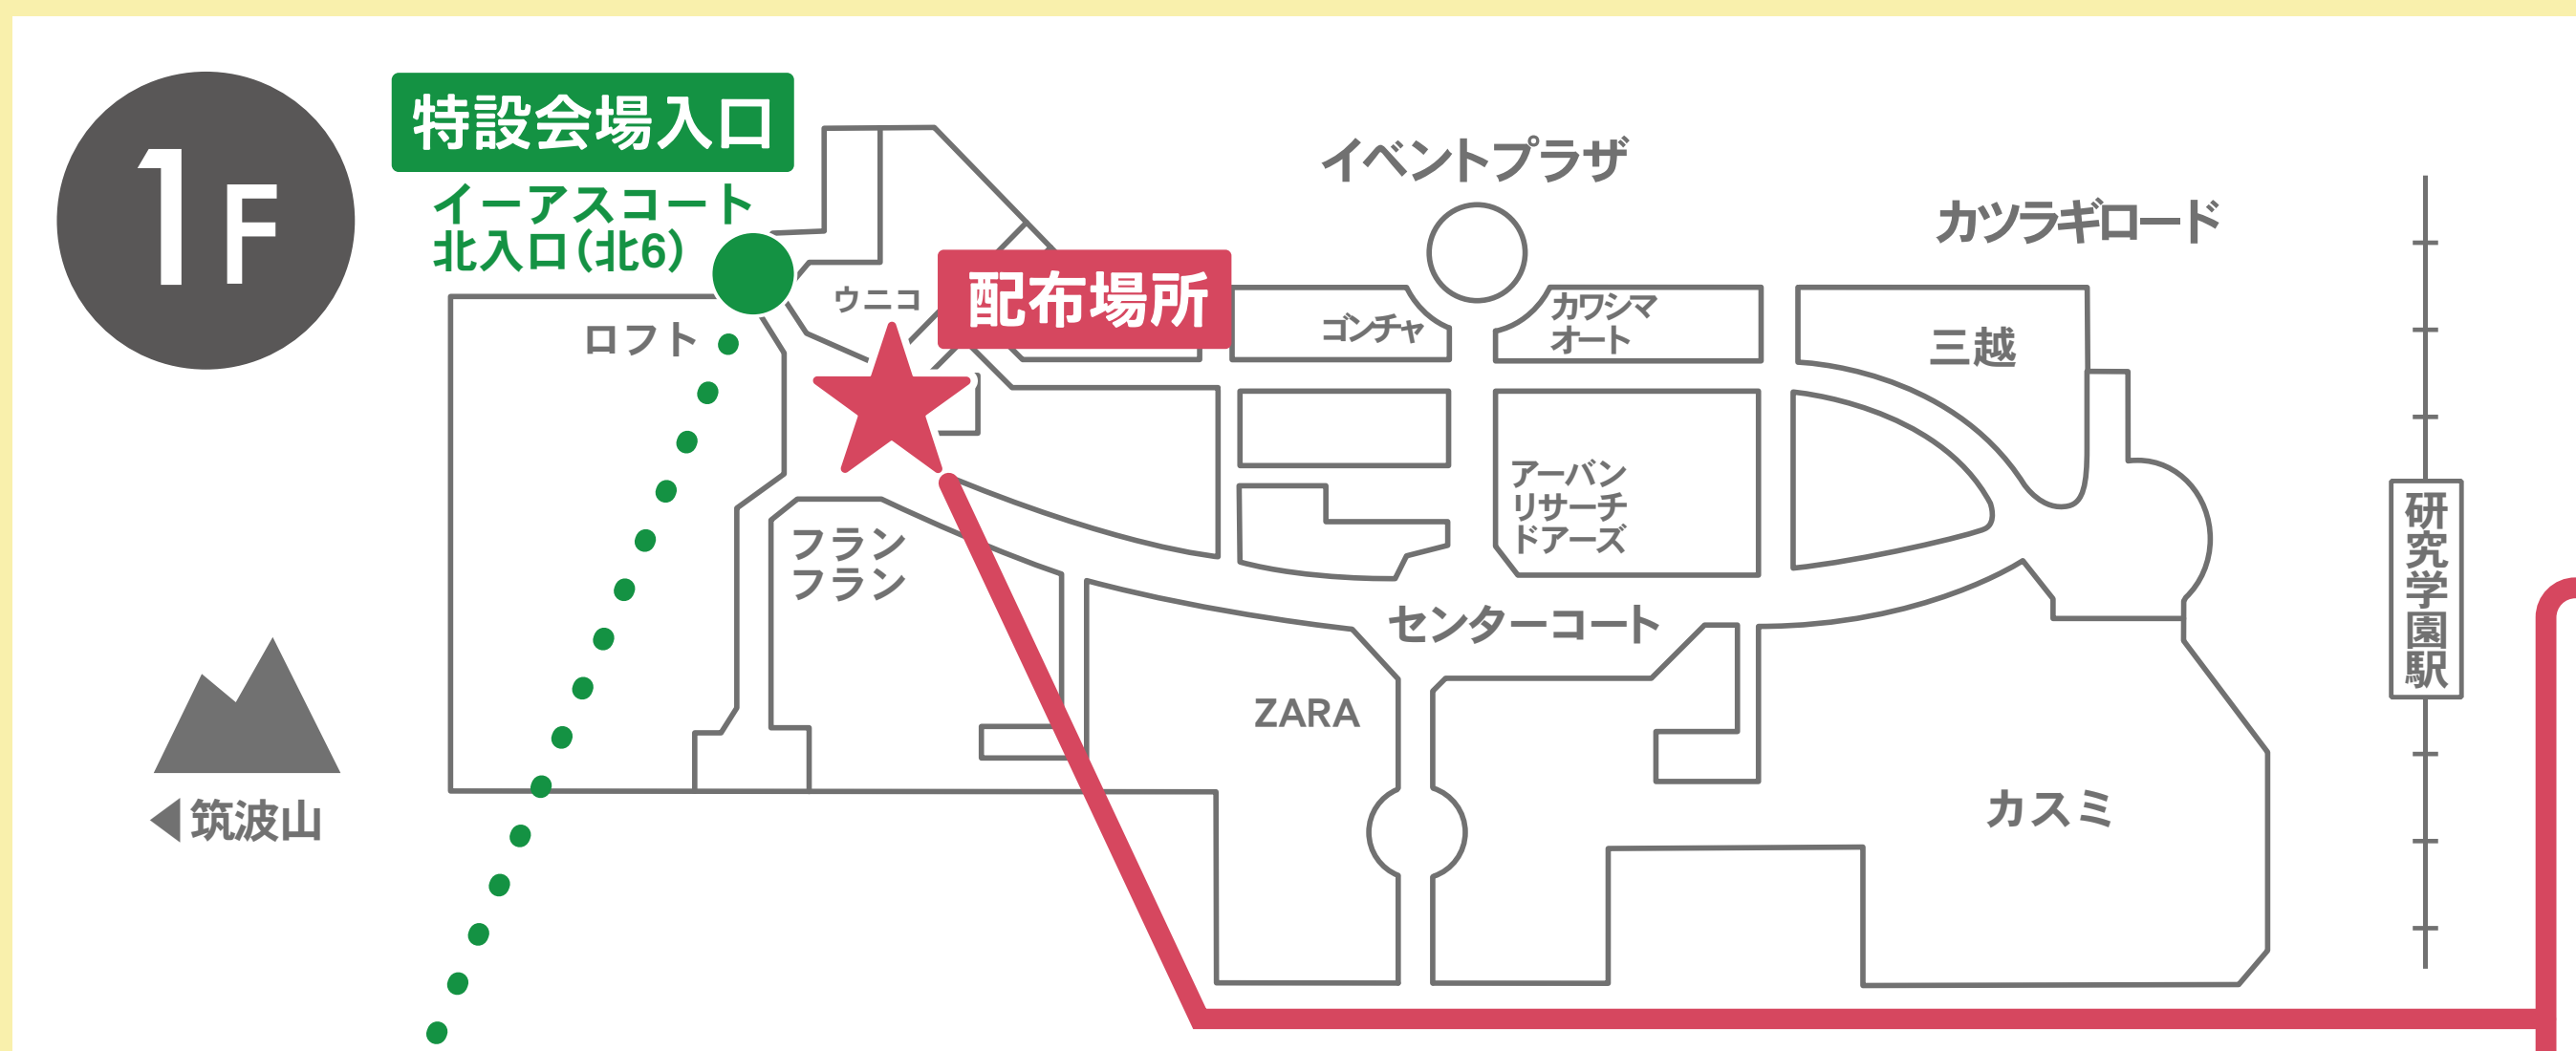 1F
特設会場入口
イーアスコート
北入口(北6)
イベントプラザ
カツラギロード
配布場所
ウニコ
ロフト
ゴンチャ
カワシマ
オート
三越
アーバン
リサーチ
ドアーズ
フラン
フラン
センターコート
研究学園駅
ZARA
カスミ
筑波山